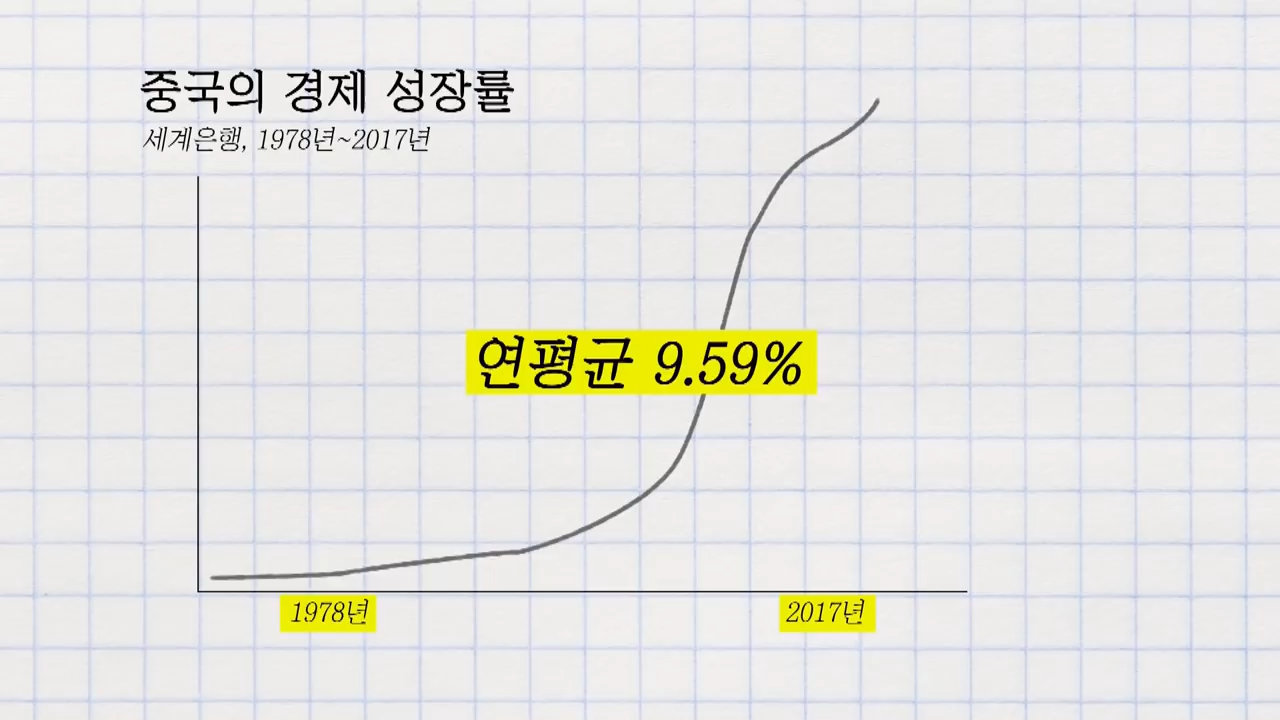 중국의 경제 성장률
세계은행, 1978년~2017년
연평균 9.59%
1978년
2017년